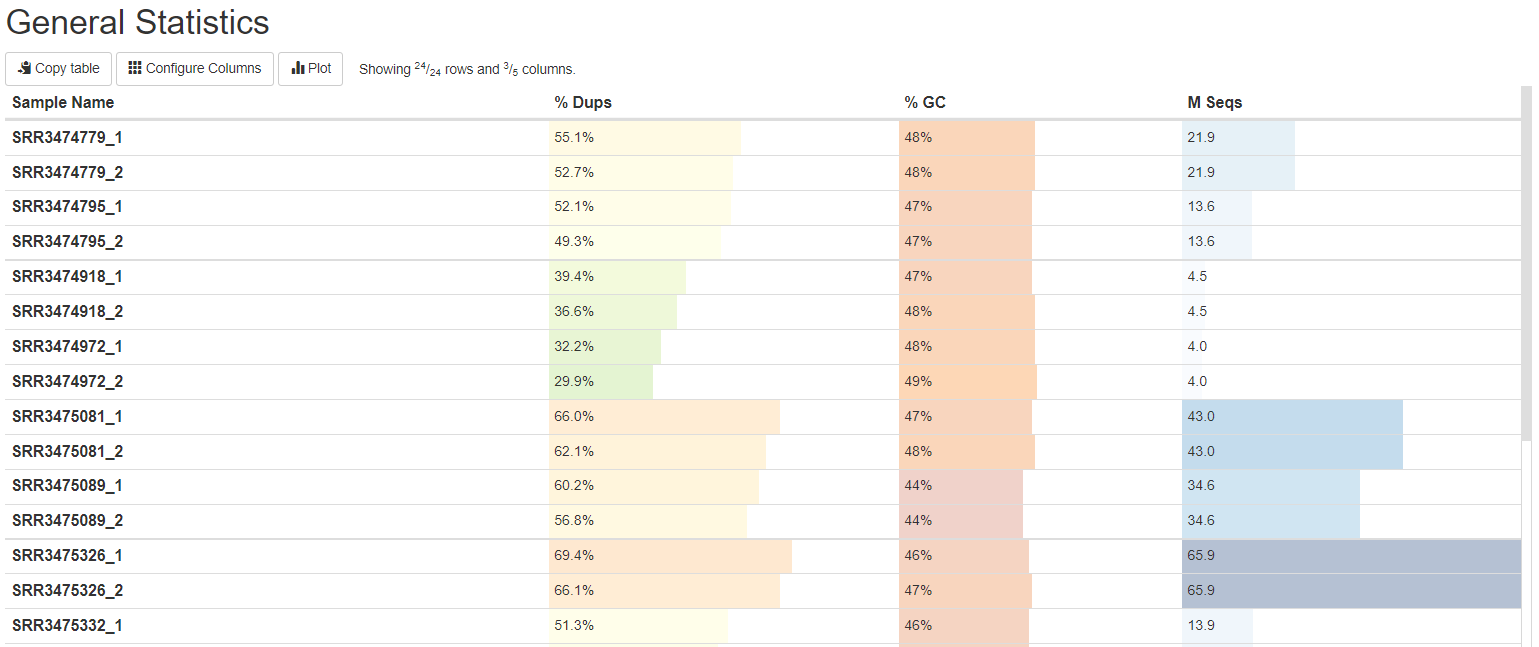 General Statistics
Copy table Configure Columns Plot Showing 24/24 rows and 3/5 columns.
Sample Name % Dups % GC M Seqs
SRR3474779_1 55.1% 48% 21.9
SRR3474779_2 52.7% 48% 21.9
SRR3474795_1 52.1% 47% 13.6
SRR3474795_2 49.3% 47% 13.6
SRR3474918_1 39.4% 47% 4.5
SRR3474918_2 36.6% 48% 4.5
SRR3474972_1 32.2% 48% 4.0
SRR3474972_2 29.9% 49% 4.0
SRR3475081_1 66.0% 47% 43.0
SRR3475081_2 62.1% 48% 43.0
SRR3475089_1 60.2% 44% 34.6
SRR3475089_2 56.8% 44% 34.6
SRR3475326_1 69.4% 46% 65.9
SRR3475326_2 66.1% 47% 65.9
SRR3475332_1 51.3% 46% 13.9